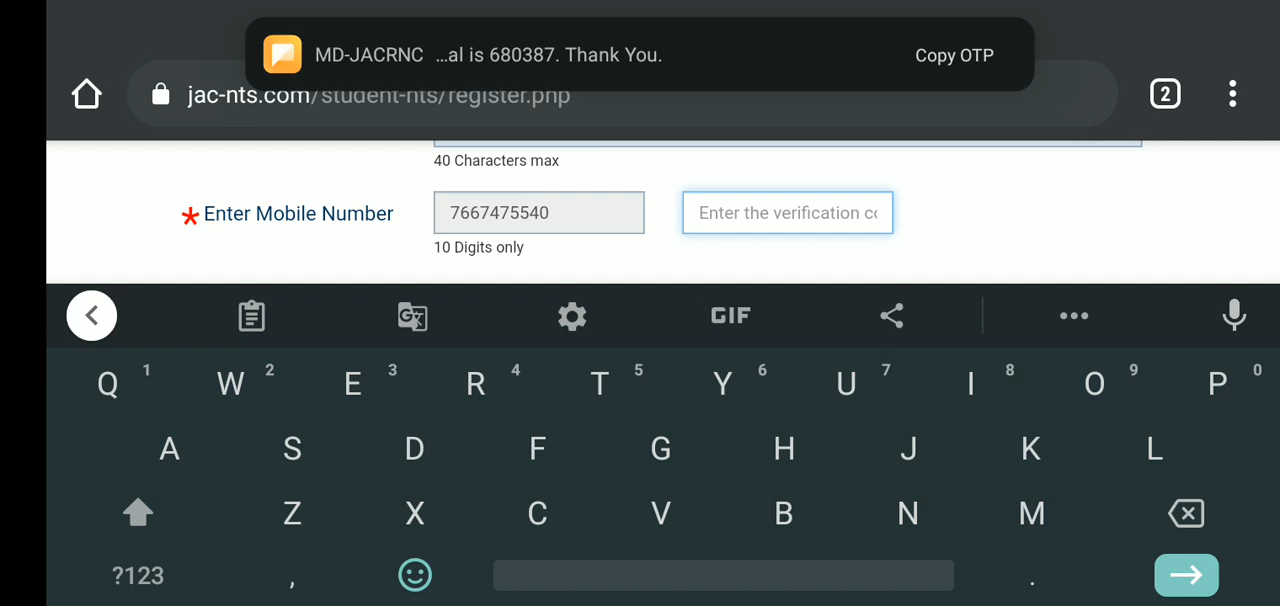 MD-JACRNC …al is 680387. Thank You. Copy OTP
jac-nts.com/student-nts/register.php 2
40 Characters max
* Enter Mobile Number 7667475540 Enter the verification cc
10 Digits only
GIF
Q 1 W 2 E 3 R 4 T 5 Y 6 U 7 I 8 O 9 P 0
A S D F G H J K L
Z X C V B N M
?123 , .